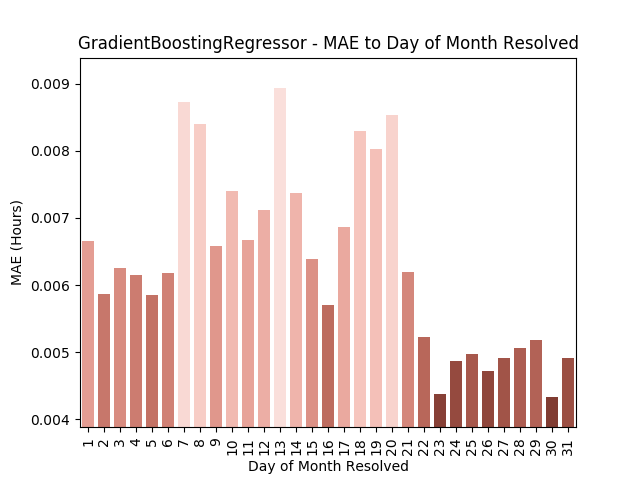 GradientBoostingRegressor - MAE to Day of Month Resolved
0.009
0.008
0.007
0.006
0.005
0.004
MAE (Hours)
1 2 3 4 5 6 7 8 9 10 11 12 13 14 15 16 17 18 19 20 21 22 23 24 25 26 27 28 29 30 31
Day of Month Resolved